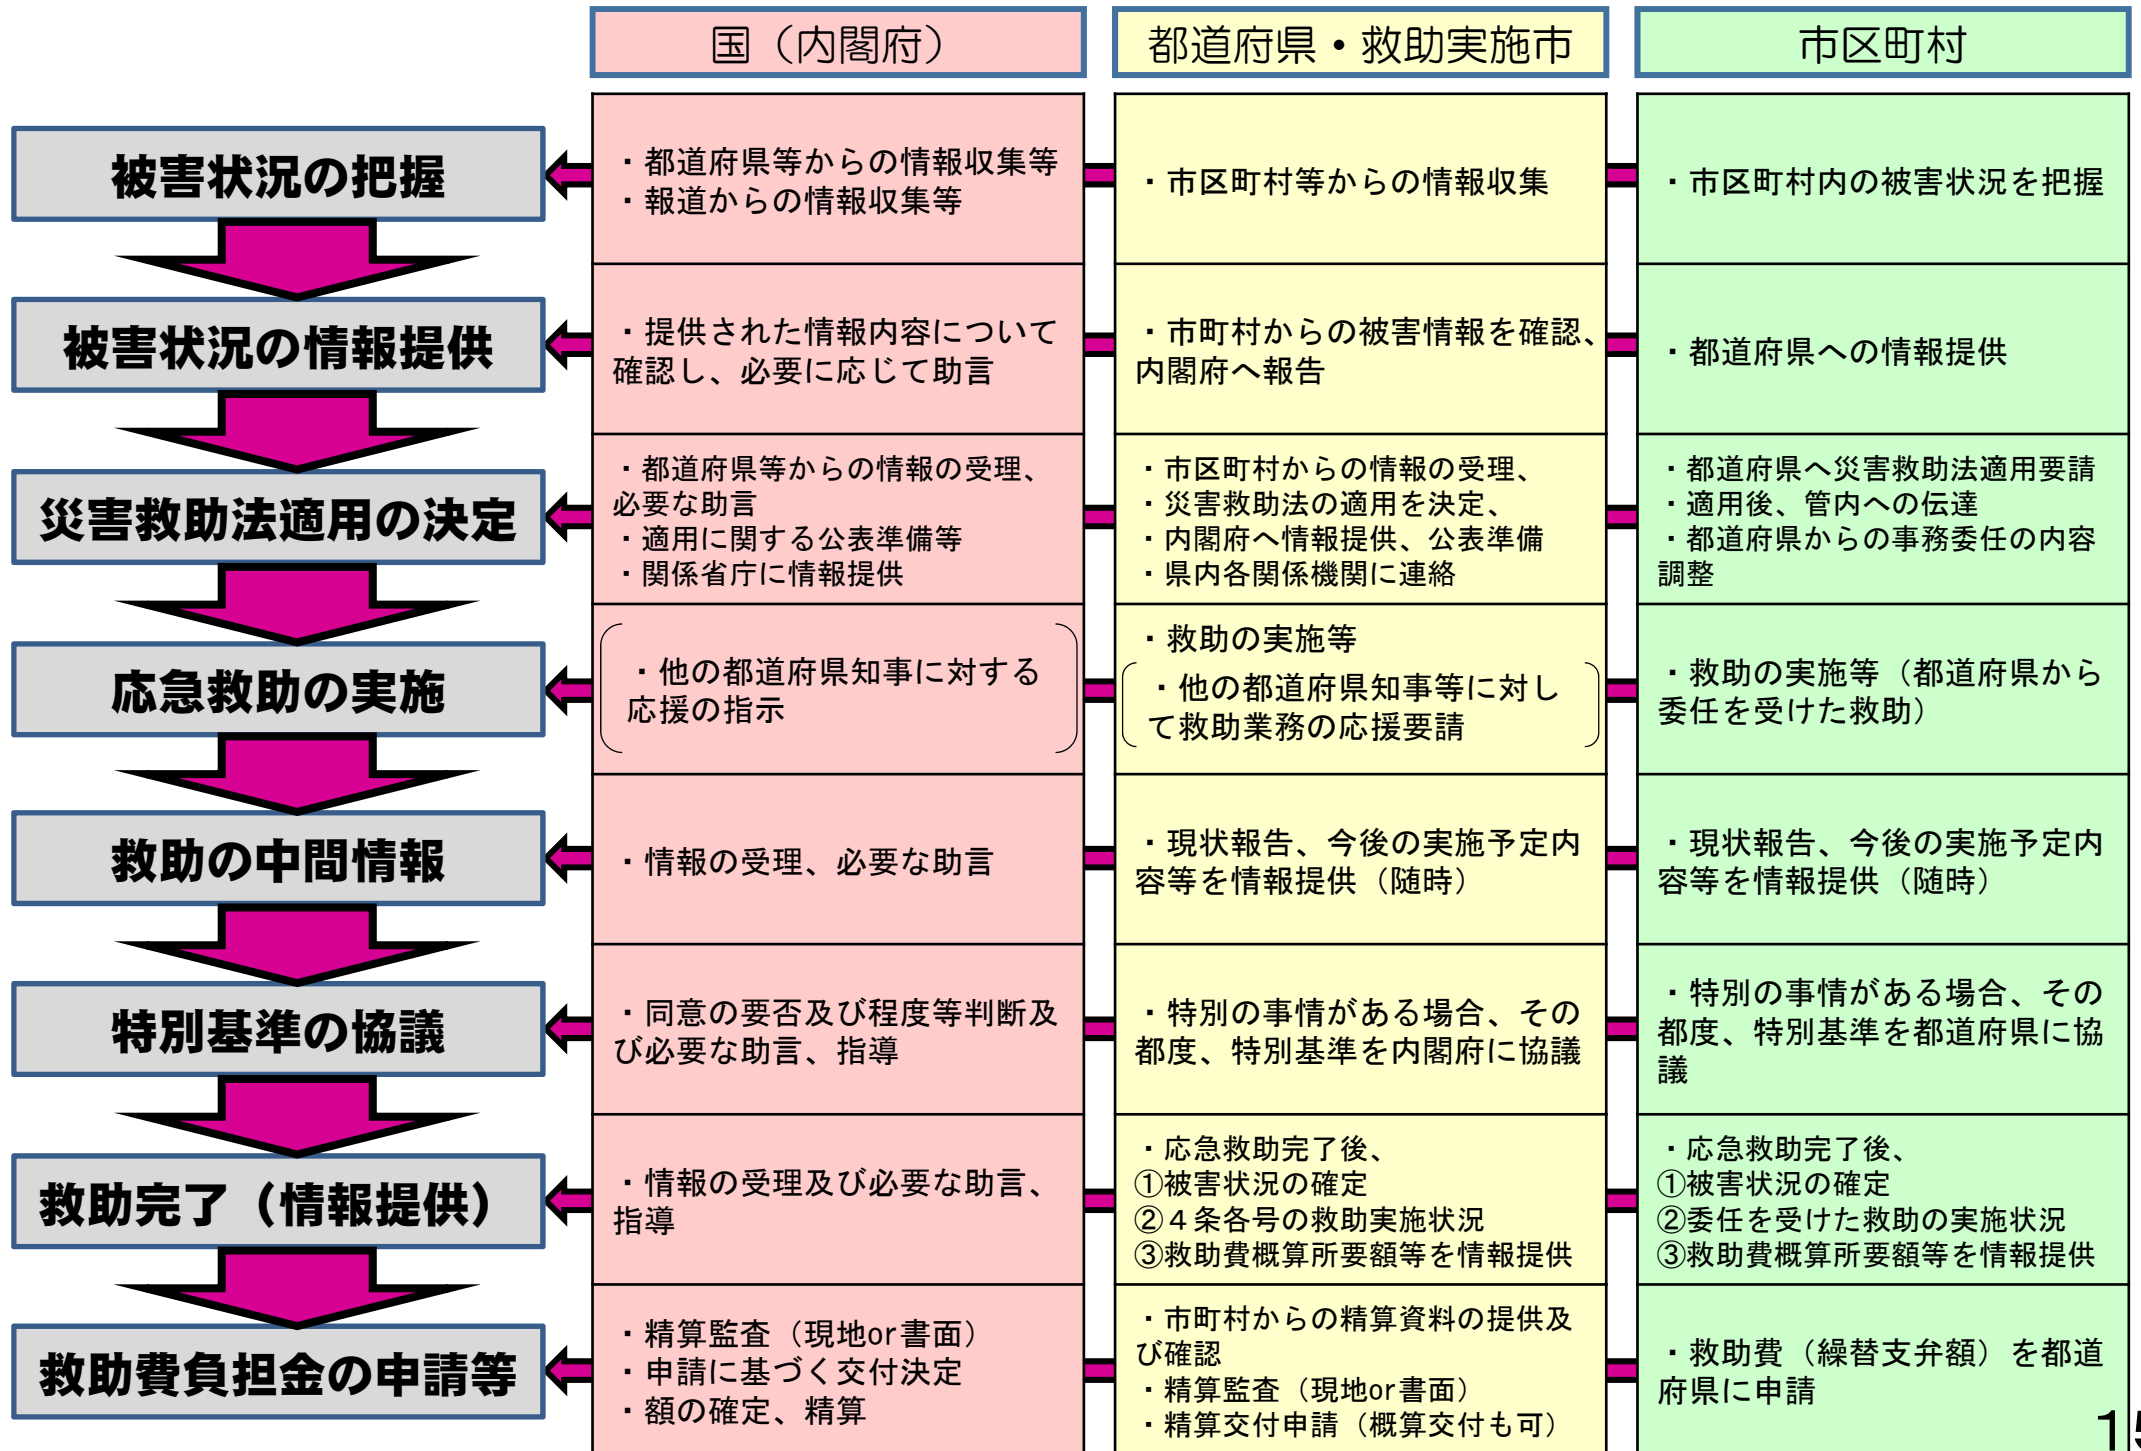 国（内閣府）
都道府県・救助実施市
市区町村
被害状況の把握
・都道府県等からの情報収集等
・報道からの情報収集等
・市区町村等からの情報収集
・市区町村内の被害状況を把握
被害状況の情報提供
・提供された情報内容について
確認し、必要に応じて助言
・市町村からの被害情報を確認、
内閣府へ報告
・都道府県への情報提供
災害救助法適用の決定
・都道府県等からの情報の受理、
必要な助言
・適用に関する公表準備等
・関係省庁に情報提供
・市区町村からの情報の受理、
・災害救助法の適用を決定、
・内閣府へ情報提供、公表準備
・県内各関係機関に連絡
・都道府県へ災害救助法適用要請
・適用後、管内への伝達
・都道府県からの事務委任の内容
調整
応急救助の実施
・他の都道府県知事に対する
応援の指示
・救助の実施等
・他の都道府県知事等に対し
て救助業務の応援要請
・救助の実施等（都道府県から
委任を受けた救助）
救助の中間情報
・情報の受理、必要な助言
・現状報告、今後の実施予定内
容等を情報提供（随時）
・現状報告、今後の実施予定内
容等を情報提供（随時）
特別基準の協議
・同意の要否及び程度等判断及
び必要な助言、指導
・特別の事情がある場合、その
都度、特別基準を内閣府に協議
・特別の事情がある場合、その
都度、特別基準を都道府県に協
議
救助完了（情報提供）
・情報の受理及び必要な助言、
指導
・応急救助完了後、
①被害状況の確定
②４条各号の救助実施状況
③救助費概算所要額等を情報提供
・応急救助完了後、
①被害状況の確定
②委任を受けた救助の実施状況
③救助費概算所要額等を情報提供
救助費負担金の申請等
・精算監査（現地or書面）
・申請に基づく交付決定
・額の確定、精算
・市町村からの精算資料の提供及
び確認
・精算監査（現地or書面）
・精算交付申請（概算交付も可）
・救助費（繰替支弁額）を都道
府県に申請
15